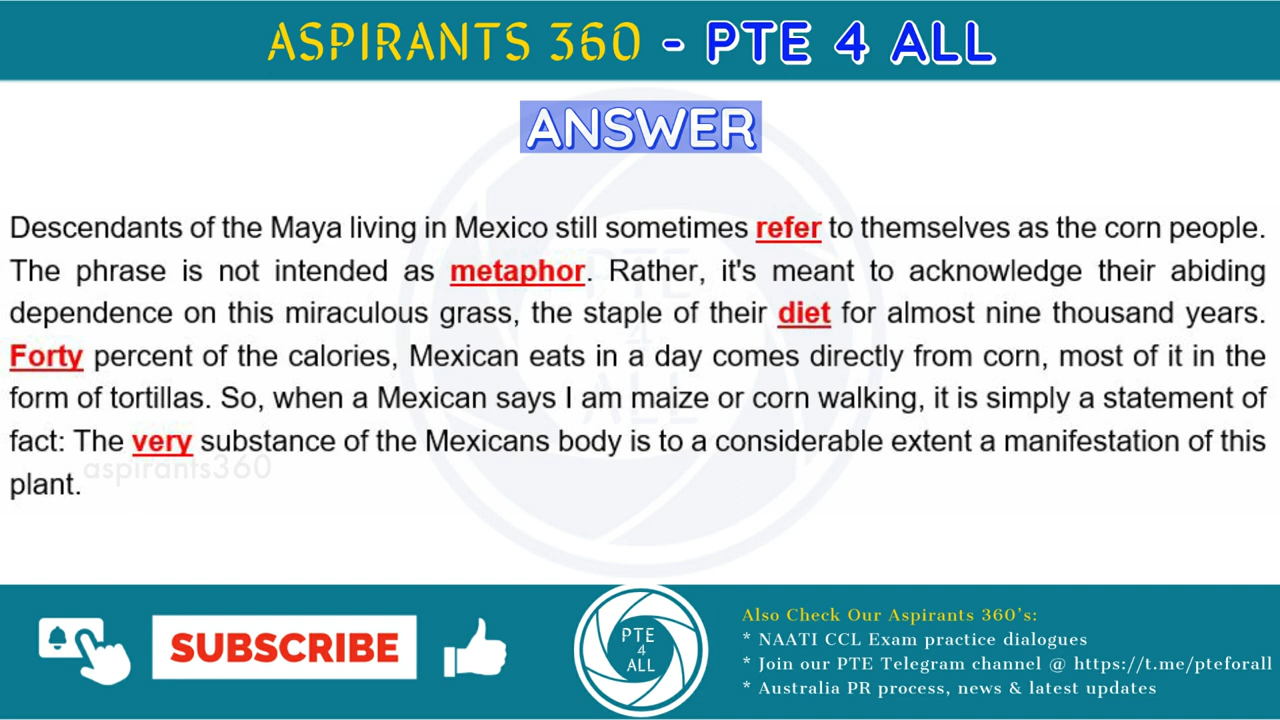 ASPIRANTS 360 - PTE 4 ALL
ANSWER
Descendants of the Maya living in Mexico still sometimes refer to themselves as the corn people.
The phrase is not intended as metaphor. Rather, it's meant to acknowledge their abiding
dependence on this miraculous grass, the staple of their diet for almost nine thousand years.
Forty percent of the calories, Mexican eats in a day comes directly from corn, most of it in the
form of tortillas. So, when a Mexican says I am maize or corn walking, it is simply a statement of
fact: The very substance of the Mexicans body is to a considerable extent a manifestation of this
plant.
aspirants360
PTE
4
ALL
SUBSCRIBE
PTE
4
ALL
Also Check Our Aspirants 360's:
* NAATI CCL Exam practice dialogues
* Join our PTE Telegram channel @ https://t.me/pteforall
* Australia PR process, news & latest updates